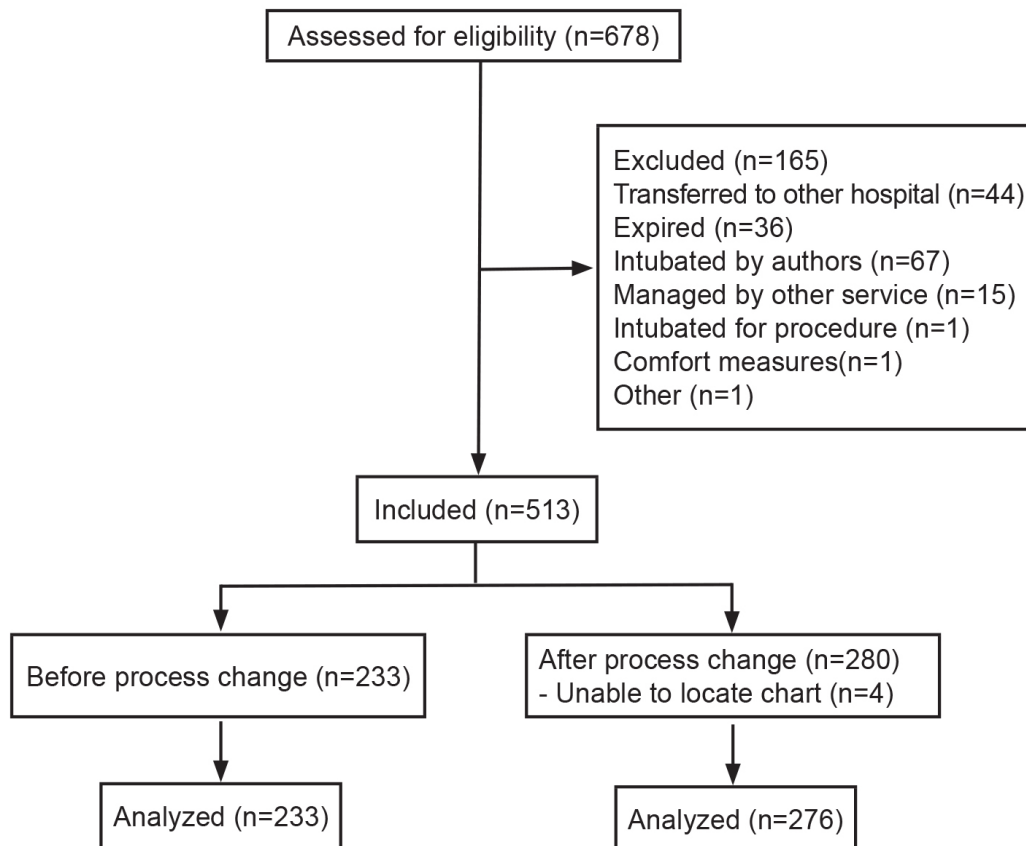 Assessed for eligibility (n=678)
Excluded (n=165)
Transferred to other hospital (n=44)
Expired (n=36)
Intubated by authors (n=67)
Managed by other service (n=15)
Intubated for procedure (n=1)
Comfort measures(n=1)
Other (n=1)
Included (n=513)
Before process change (n=233)
After process change (n=280)
- Unable to locate chart (n=4)
Analyzed (n=233)
Analyzed (n=276)